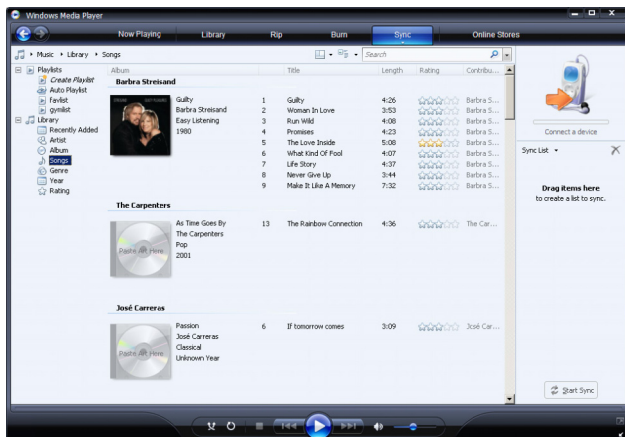 Windows Media Player
Now Playing Library Rip Burn Sync Online Stores
Music Library Songs
Search
Playlists
Create Playlist
Auto Playlist
favlist
gymlist
Library
Recently Added
Artist
Album
Songs
Genre
Year
Rating
Album Title Length Rating Contribu...
Barbra Streisand
Guilty
Barbra Streisand
Easy Listening
1980
1 Guilty 4:26 Barbra S...
2 Woman In Love 3:53 Barbra S...
3 Run Wild 4:08 Barbra S...
4 Promises 4:23 Barbra S...
5 The Love Inside 5:08 Barbra S...
6 What Kind Of Fool 4:07 Barbra S...
7 Life Story 4:37 Barbra S...
8 Never Give Up 3:44 Barbra S...
9 Make It Like A Memory 7:32 Barbra S...
The Carpenters
Paste Art Here
As Time Goes By
The Carpenters
Pop
2001
13 The Rainbow Connection 4:36 The Car...
José Carreras
Paste Art Here
Passion
José Carreras
Classical
Unknown Year
6 If tomorrow comes 3:09 José Car...
Connect a device
Sync List
Drag items here
to create a list to sync.
Start Sync